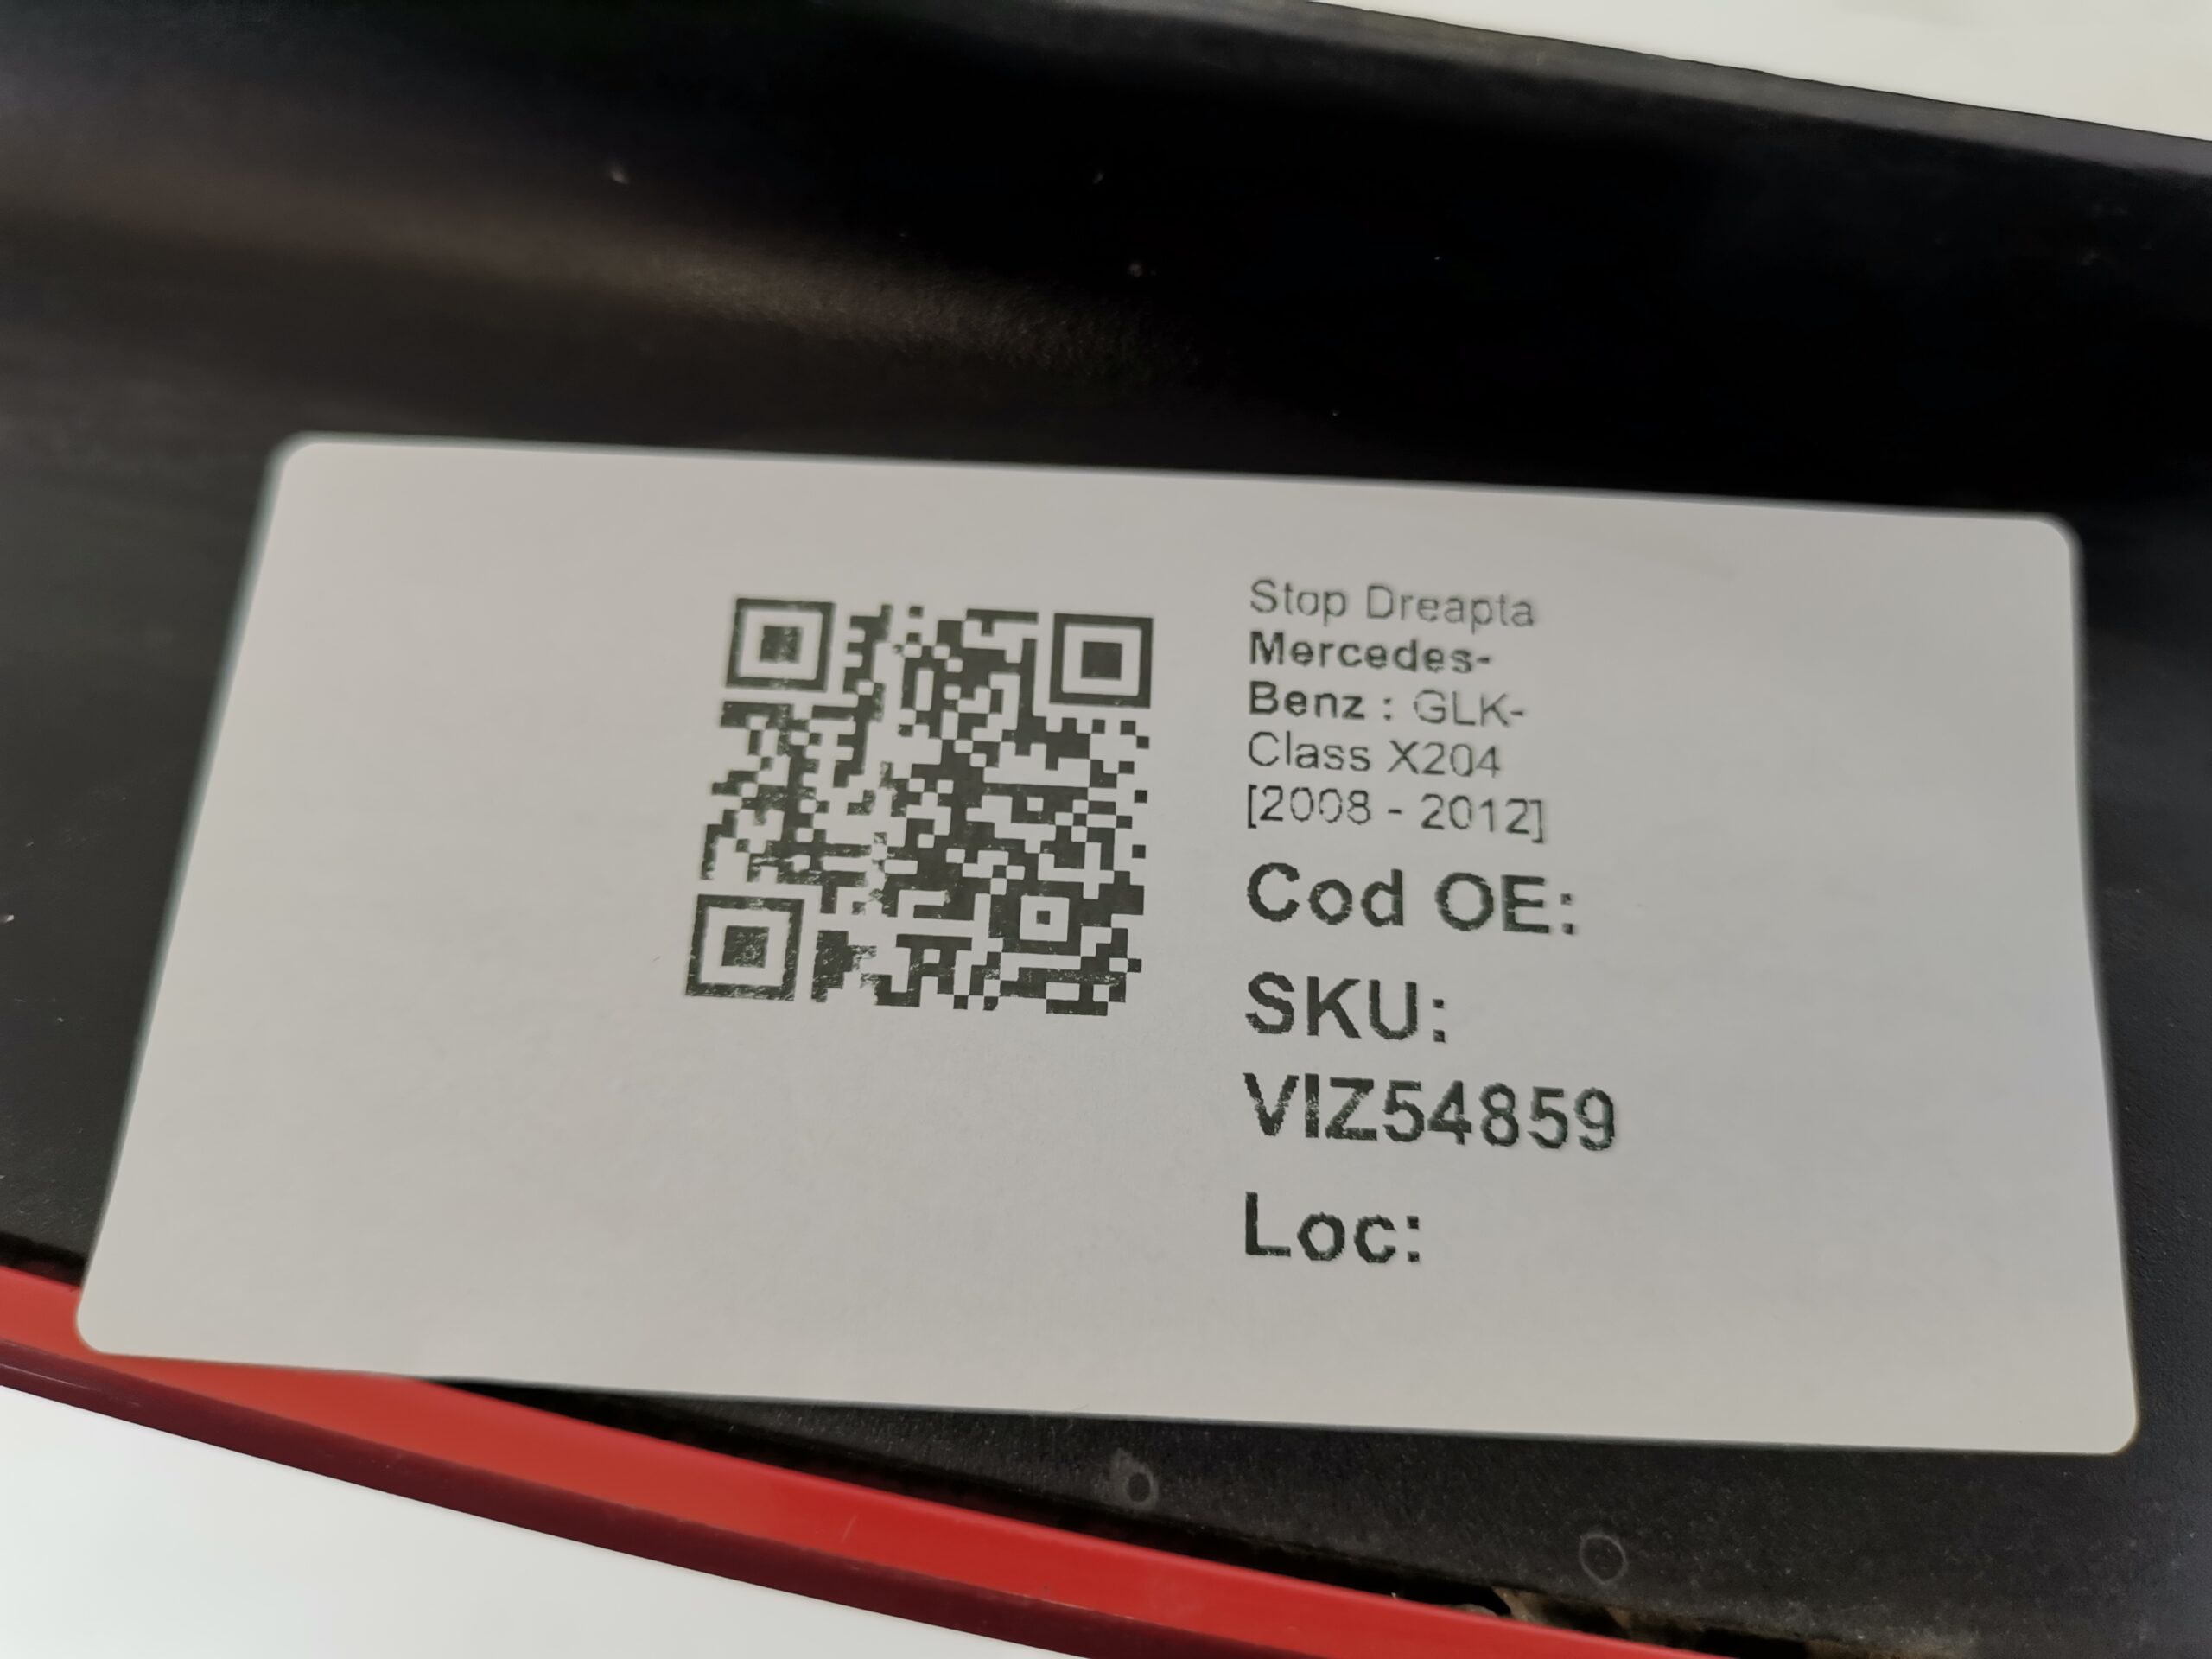 Stop Dreapta
Mercedes-
Benz : GLK-
Class X204
[2008 - 2012]
Cod OE:
SKU:
VIZ54859
Loc: